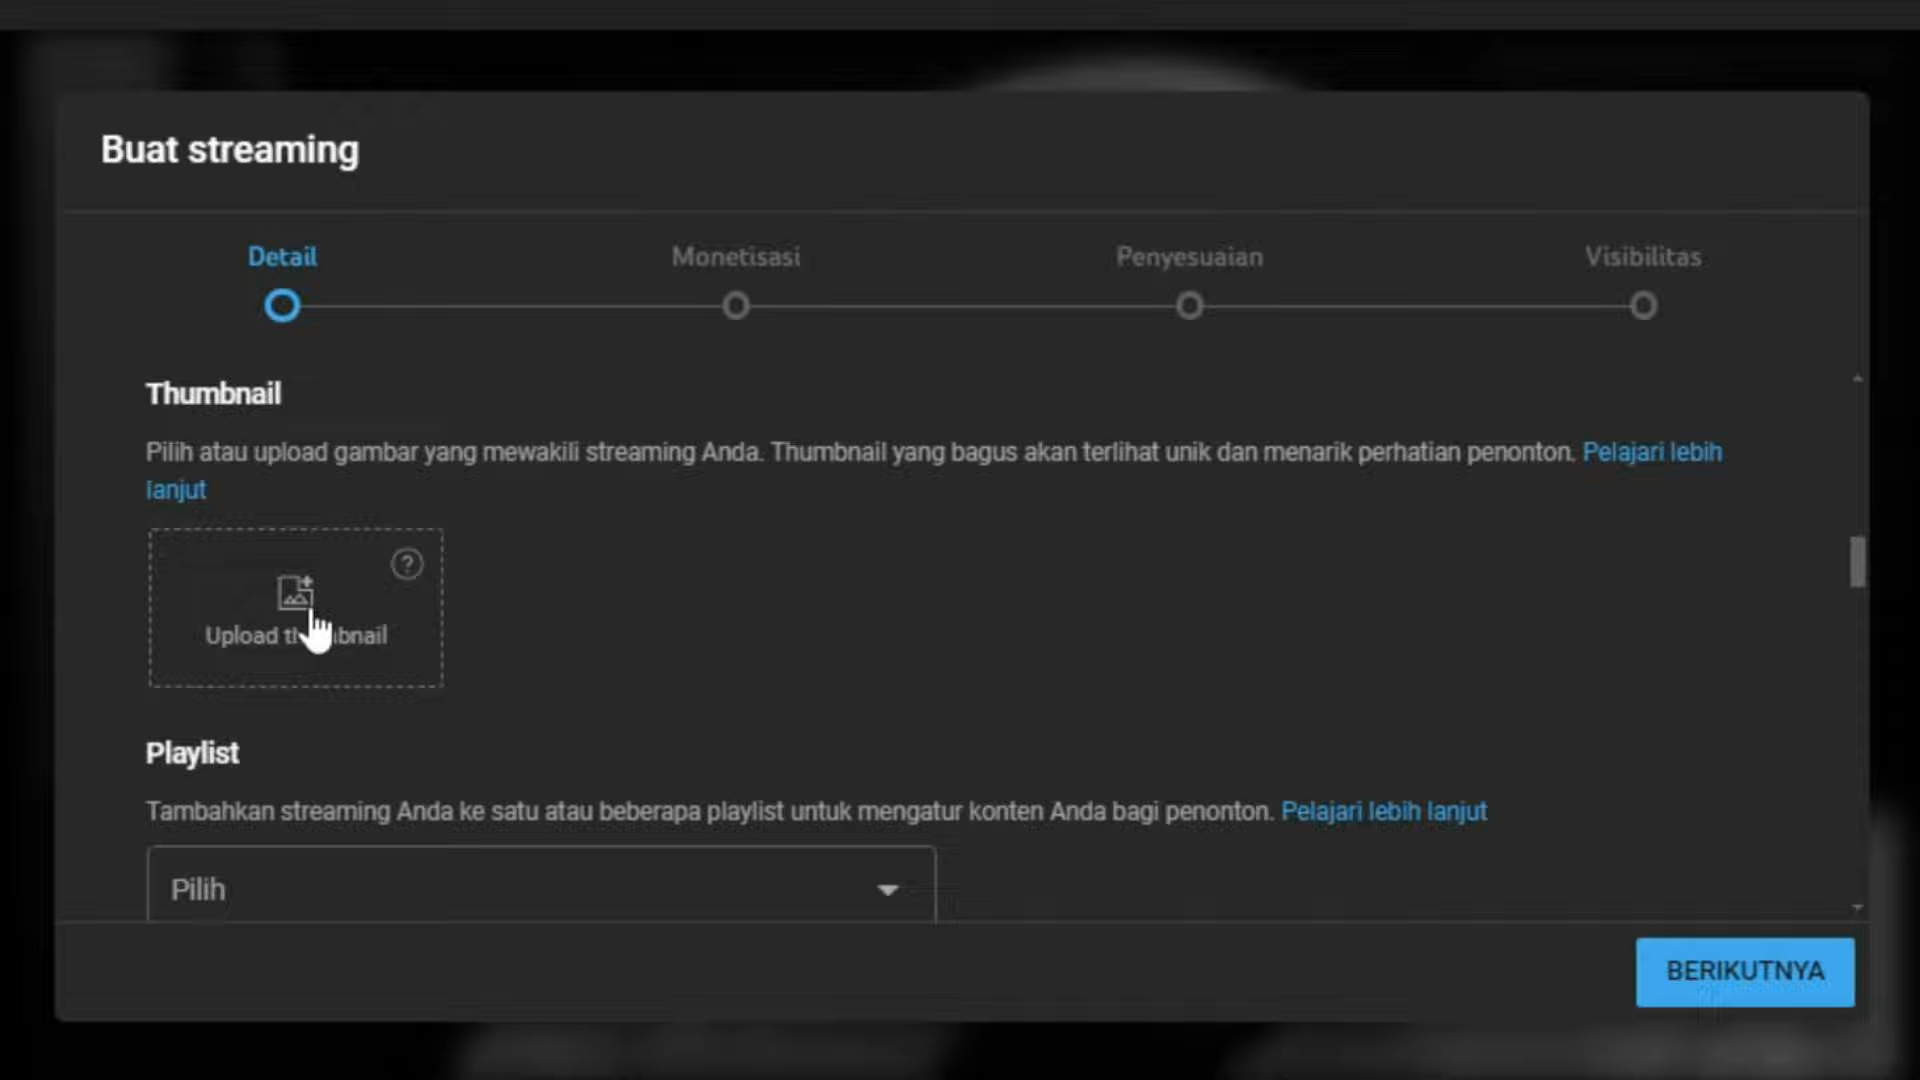 Buat streaming
Detail
Monetisasi
Penyesuaian
Visibilitas
Thumbnail
Pilih atau upload gambar yang mewakili streaming Anda. Thumbnail yang bagus akan terlihat unik dan menarik perhatian penonton. Pelajari lebih
lanjut
?
Upload thumbnail
Playlist
Tambahkan streaming Anda ke satu atau beberapa playlist untuk mengatur konten Anda bagi penonton. Pelajari lebih lanjut
Pilih
BERIKUTNYA